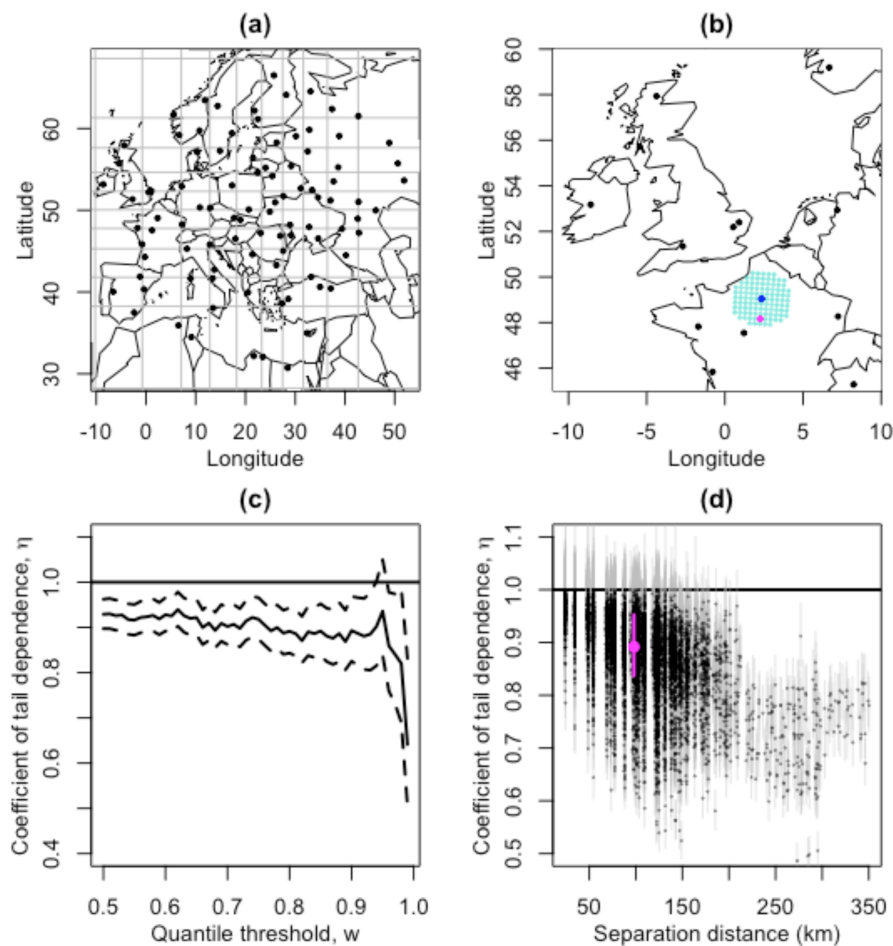 (a)
Latitude
60
50
40
30
-10 0 10 20 30 40 50
Longitude
(b)
Latitude
60
58
56
54
52
50
48
46
-10 -5 0 5 10
Longitude
(c)
Coefficient of tail dependence, η
1.0
0.8
0.6
0.4
0.5 0.6 0.7 0.8 0.9 1.0
Quantile threshold, w
(d)
Coefficient of tail dependence, η
1.1
1.0
0.9
0.8
0.7
0.6
0.5
50 150 250 350
Separation distance (km)